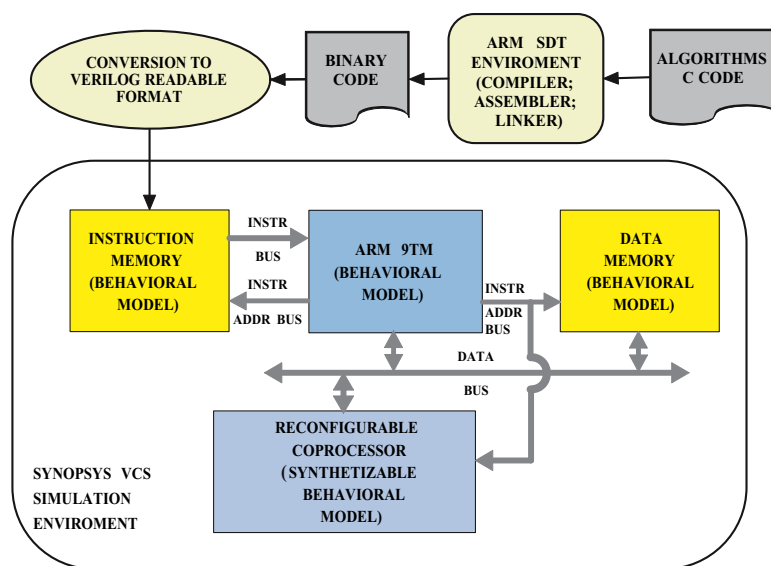 CONVERSION TO
VERILOG READABLE
FORMAT
BINARY
CODE
ARM SDT
ENVIROMENT
(COMPILER;
ASSEMBLER;
LINKER)
ALGORITHMS
C CODE
INSTRUCTION
MEMORY
(BEHAVIORAL
MODEL)
INSTR
BUS
INSTR
ADDR BUS
ARM 9TM
(BEHAVIORAL
MODEL)
INSTR
ADDR
BUS
DATA
MEMORY
(BEHAVIORAL
MODEL)
DATA
BUS
RECONFIGURABLE
COPROCESSOR
( SYNTHETIZABLE
BEHAVIORAL
MODEL)
SYNOPSYS VCS
SIMULATION
ENVIROMENT